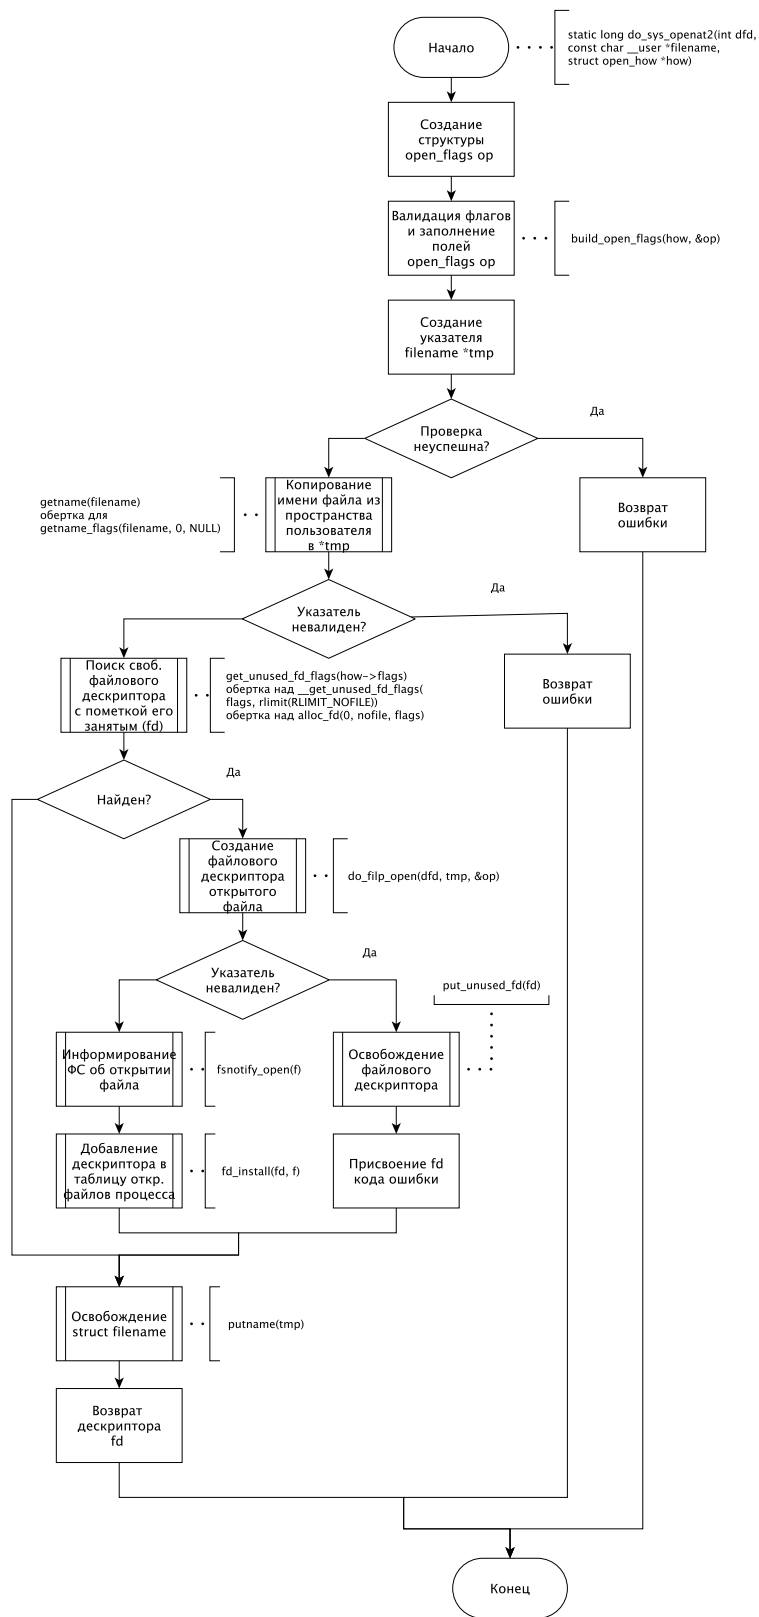 Начало
static long do_sys_openat2(int dfd,
const char __user *filename,
struct open_how *how)
Создание
структуры
open_flags op
Валидация флагов
и заполнение
полей
open_flags op
build_open_flags(how, &op)
Создание
указателя
filename *tmp
Проверка
неуспешна?
Да
getname(filename)
обертка для
getname_flags(filename, 0, NULL)
Копирование
имени файла из
пространства
пользователя
в *tmp
Возврат
ошибки
Указатель
невалиден?
Да
Поиск своб.
файлового
дескриптора
с пометкой его
занятым (fd)
get_unused_fd_flags(how->flags)
обертка над __get_unused_fd_flags(
flags, rlimit(RLIMIT_NOFILE))
обертка над alloc_fd(0, nofile, flags)
Возврат
ошибки
Найден?
Да
Создание
файлового
дескриптора
открытого
файла
do_filp_open(dfd, tmp, &op)
Указатель
невалиден?
Да
put_unused_fd(fd)
Информирование
ФС об открытии
файла
fsnotify_open(f)
Освобождение
файлового
дескриптора
Добавление
дескриптора в
таблицу откр.
файлов процесса
fd_install(fd, f)
Присвоение fd
кода ошибки
Освобождение
struct filename
putname(tmp)
Возврат
дескриптора
fd
Конец